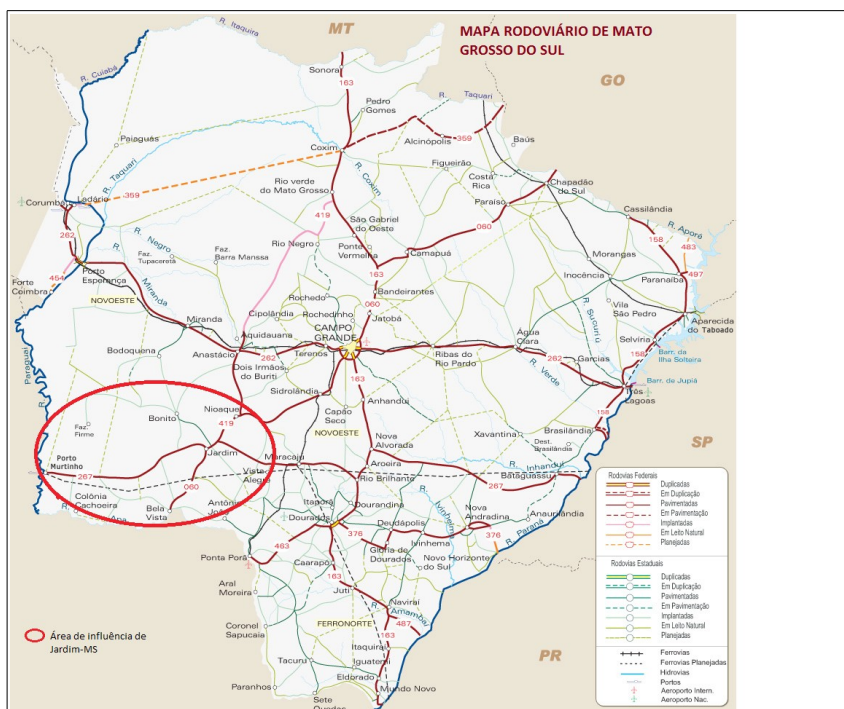 MAPA RODOVIÁRIO DE MATO
GROSSO DO SUL
MT
GO
SP
PR
R. Itaquira
R. Cuiabá
Sonora
163
Pedro
Gomes
R. Taquari
359
Alcinópolis
Baús
Paiaguas
R. Taquari
Coxim
R. Coxim
Figueirão
Costa
Rica
Chapadão
do Sul
Rio verde
do Mato Grosso
Paraíso
Cassilândia
Corumbá
Ladário
359
419
São Gabriel
do Oeste
060
158
R. Aporé
483
262
R. Negro
Faz.
Tupaceretã
Faz.
Barra Manssa
Rio Negro
Ponte
Vermelha
Camapuã
Morangas
497
Porto
Esperança
454
Forte
Coimbra
163
Inocência
Paranaíba
R. Miranda
NOVOESTE
Rochedo
Bandeirantes
Vila
São Pedro
R. Sucuri ú
Miranda
Cipolândia
Rochedinho
060
Jatobá
Aparecida
do Taboado
Aquidauana
CAMPO
GRANDE
Água
Clara
Selvíria
158
Bodoquena
Anastácio
262
Terenos
Ribas do
Rio Pardo
262
Garcias
Barr. da
Ilha Solteira
Dois Irmãos
do Buriti
R. Verde
Barr. de Jupiá
R. Paraguai
Sidrolândia
163
Três
Lagoas
Nioaque
Bonito
419
Capão
Seco
Anhanduí
158
Faz.
Firme
NOVOESTE
Nova
Alvorada
Xavantina
Brasilândia
Dest.
Brasilândia
Jardim
Maracaju
Porto
Murtinho
Vista
Alegre
Aroeira
R. Inhanduí
267
Rio Brilhante
267
Bataguassu
060
267
Colônia
Cachoeira
Bela
Vista
Antônio
João
Itaporã
Dourandina
Nova
Andradina
Anaurilândia
Dourados
Deudápolis
R. Ivinheima
376
Ivinhema
R. Paraná
376
463
Glória de
Dourados
Novo Horizonte
do Sul
Ponta Porã
Caarapó
163
Aral
Moreira
Juti
Naviraí
R. Amambaí
Coronel
Sapucaia
FERRONORTE
487
163
Itaquiraí
Tacuru
Iguatemi
Eldorado
Paranhos
Mundo Novo
Sete
Quedas
Área de influência de
Jardim-MS
Rodovias Federais
Duplicadas
Em Duplicação
Pavimentadas
Em Pavimentação
Implantadas
Em Leito Natural
Planejadas
Rodovias Estaduais
Duplicadas
Em Duplicação
Pavimentadas
Em Pavimentação
Implantadas
Em Leito Natural
Planejadas
Ferrovias
Ferrovias Planejadas
Hidrovias
Portos
Aeroporto Intern.
Aeroporto Nac.